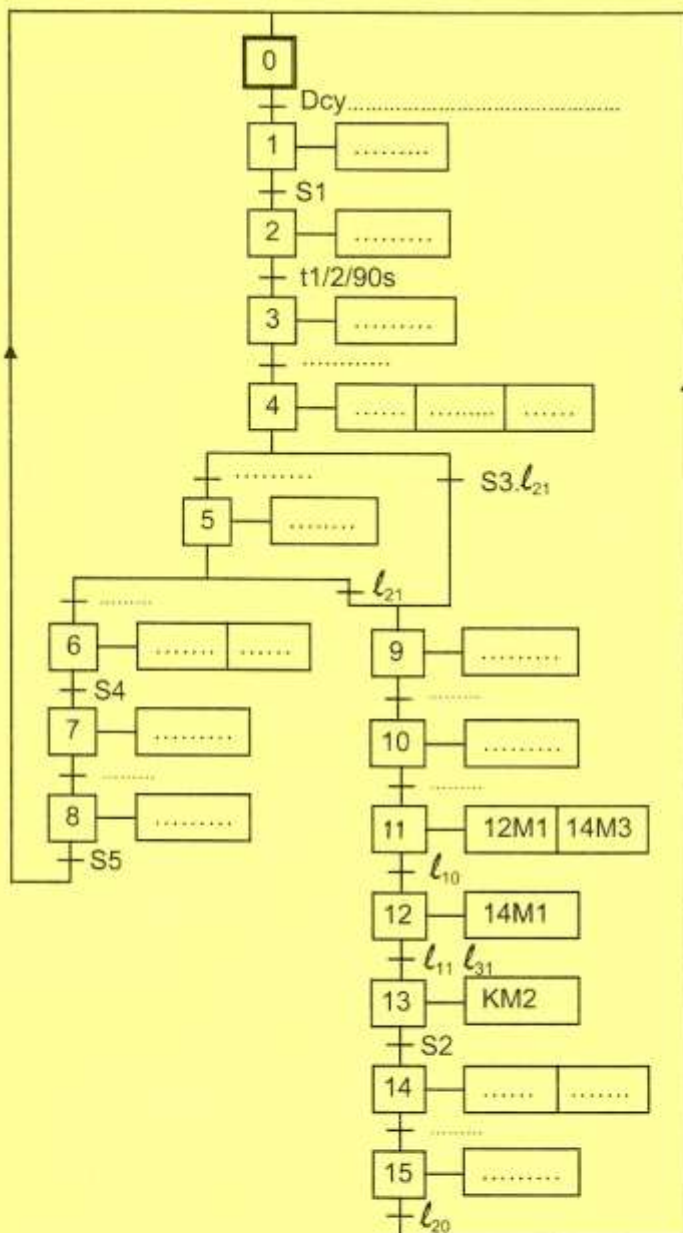 0
Dcy.......................................
1 .........
S1
2 .........
t1/2/90s
3 .........
............
4 ...... ......... ......
......... S3.ℓ21
5 ........
......... ℓ21
6 ....... ......
9 .........
S4
.........
7 .........
10 .........
.........
.........
8 .........
11 12M1 14M3
S5
ℓ10
12 14M1
ℓ11 ℓ31
13 KM2
S2
14 ...... .......
.........
15 .........
ℓ20